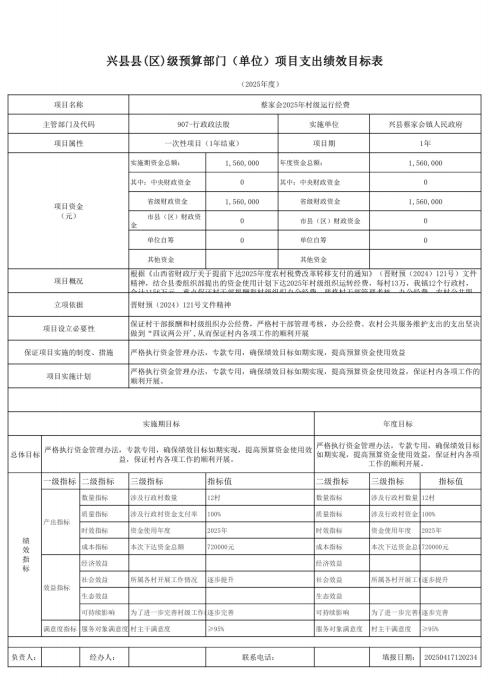 兴县县(区)级预算部门（单位）项目支出绩效目标表
（2025年度）
项目名称 蔡家会2025年村级运行经费
主管部门及代码 907-行政政法股 实施单位 兴县蔡家会镇人民政府
项目属性 一次性项目（1年结束） 项目期 1年
项目资金（元） 实施期资金总额： 1,560,000 年度资金总额： 1,560,000
其中：中央财政资金 0 其中：中央财政资金 0
省级财政资金 1,560,000 省级财政资金 1,560,000
市县（区）财政资金 0 市县（区）财政资金 0
单位自筹 0 单位自筹 0
其他资金 其他资金
项目概况 根据《山西省财政厅关于提前下达2025年度农村税费改革转移支付的通知》（晋财预（2024）121号）文件
精神，结合县委组织部提出的资金使用计划下达2025年村级组织运转经费，每村13万，我镇12个行政村，
立项依据 晋财预（2024）121号文件精神
项目设立必要性 保证村干部报酬和村级组织办公经费，严格村干部管理考核，办公经费、农村公共服务维护支出的支出坚决
做到“四议两公开',从而保证村内各项工作的顺利开展
保证项目实施的制度、措施 严格执行资金管理办法，专款专用，确保绩效目标如期实现，提高预算资金使用效益
项目实施计划 严格执行资金管理办法，专款专用，确保绩效目标如期实现，提高预算资金使用效益，保证村内各项工作的
顺利开展。
实施期目标 年度目标
总体目标 严格执行资金管理办法，专款专用，确保绩效目标如期实现，提高预算资金使用效
益，保证村内各项工作的顺利开展。
严格执行资金管理办法，专款专用，确保绩效目标
如期实现，提高预算资金使用效益，保证村内各项
工作的顺利开展。
绩效指标 一级指标 二级指标 三级指标 指标值 二级指标 三级指标 指标值
产出指标 数量指标 涉及行政村数量 12村 数量指标 涉及行政村数量 12村
质量指标 涉及行政村资金支付率 100% 质量指标 涉及行政村资金 100%
时效指标 资金使用年度 2025年 时效指标 资金使用年度 2025年
成本指标 本次下达资金总额 720000元 成本指标 本次下达资金总 720000元
效益指标 经济效益 经济效益
社会效益 所属各村开展工作情况 逐步提升 社会效益 所属各村开展工 逐步提升
生态效益 生态效益
可持续影响 为了进一步完善村级工作 逐步完善 可持续影响 为了进一步完善 逐步完善
满意度指标 服务对象满意度 村主干满意度 ≥95% 服务对象满意度 村主干满意度 ≥95%
负责人： 经办人： 联系电话： 填报日期： 20250417120234